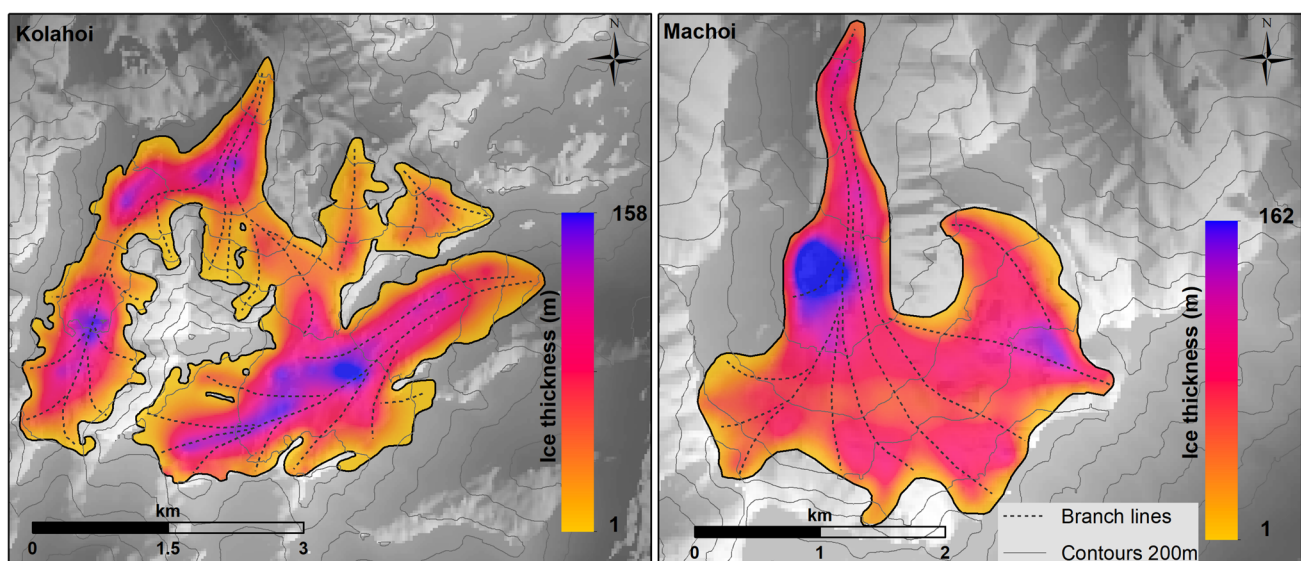 Kolahoi
N
158
Ice thickness (m)
1
km
0 1.5 3
Machoi
N
162
Ice thickness (m)
1
km
0 1 2
Branch lines
Contours 200m